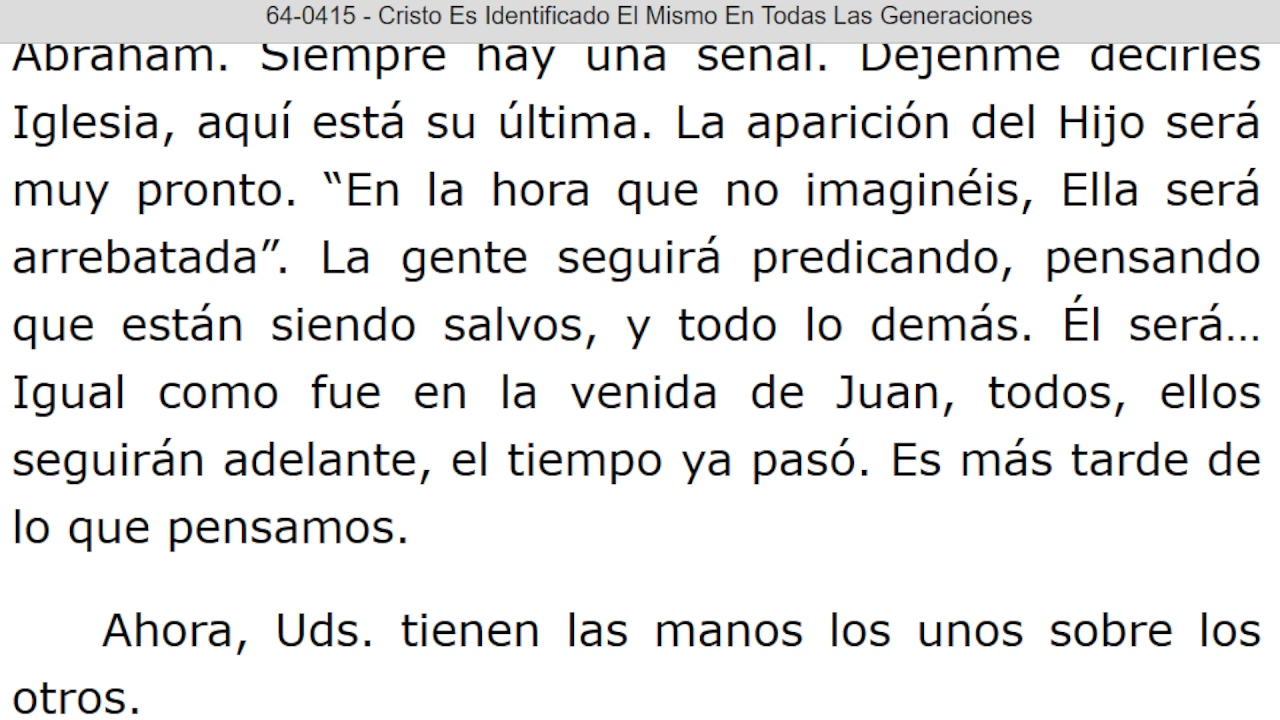 64-0415 - Cristo Es Identificado El Mismo En Todas Las Generaciones
Abraham. Siempre hay una señal. Déjenme decirles
Iglesia, aquí está su última. La aparición del Hijo será
muy pronto. “En la hora que no imaginéis, Ella será
arrebatada”. La gente seguirá predicando, pensando
que están siendo salvos, y todo lo demás. Él será...
Igual como fue en la venida de Juan, todos, ellos
seguirán adelante, el tiempo ya pasó. Es más tarde de
lo que pensamos.
Ahora, Uds. tienen las manos los unos sobre los
otros.